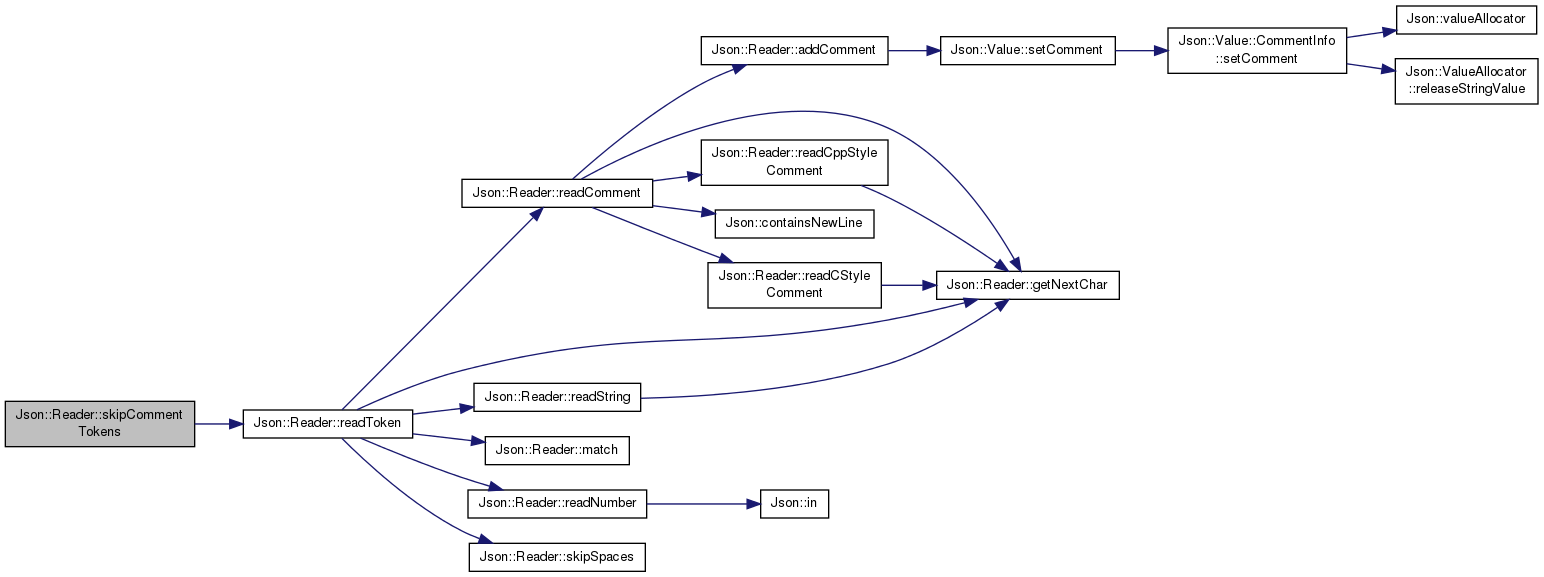 Json::valueAllocator
Json::Reader::addComment
Json::Value::setComment
Json::Value::CommentInfo
::setComment
Json::ValueAllocator
::releaseStringValue
Json::Reader::readCppStyle
Comment
Json::Reader::readComment
Json::containsNewLine
Json::Reader::readCStyle
Comment
Json::Reader::getNextChar
Json::Reader::readString
Json::Reader::skipComment
Tokens
Json::Reader::readToken
Json::Reader::match
Json::Reader::readNumber
Json::in
Json::Reader::skipSpaces